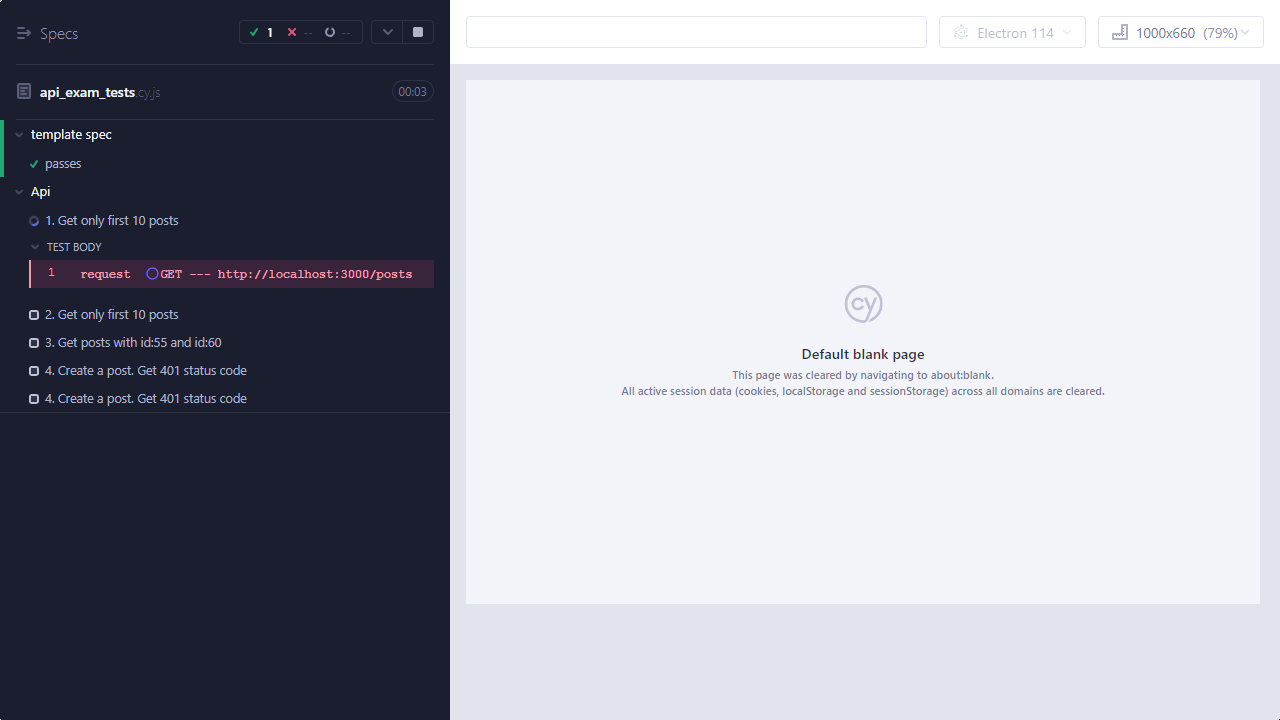 Specs
1
--
--
api_exam_tests.cy.js
00:03
template spec
passes
Api
1. Get only first 10 posts
TEST BODY
1 request GET --- http://localhost:3000/posts
2. Get only first 10 posts
3. Get posts with id:55 and id:60
4. Create a post. Get 401 status code
4. Create a post. Get 401 status code
Electron 114
1000x660 (79%)
cy
Default blank page
This page was cleared by navigating to about:blank.
All active session data (cookies, localStorage and sessionStorage) across all domains are cleared.